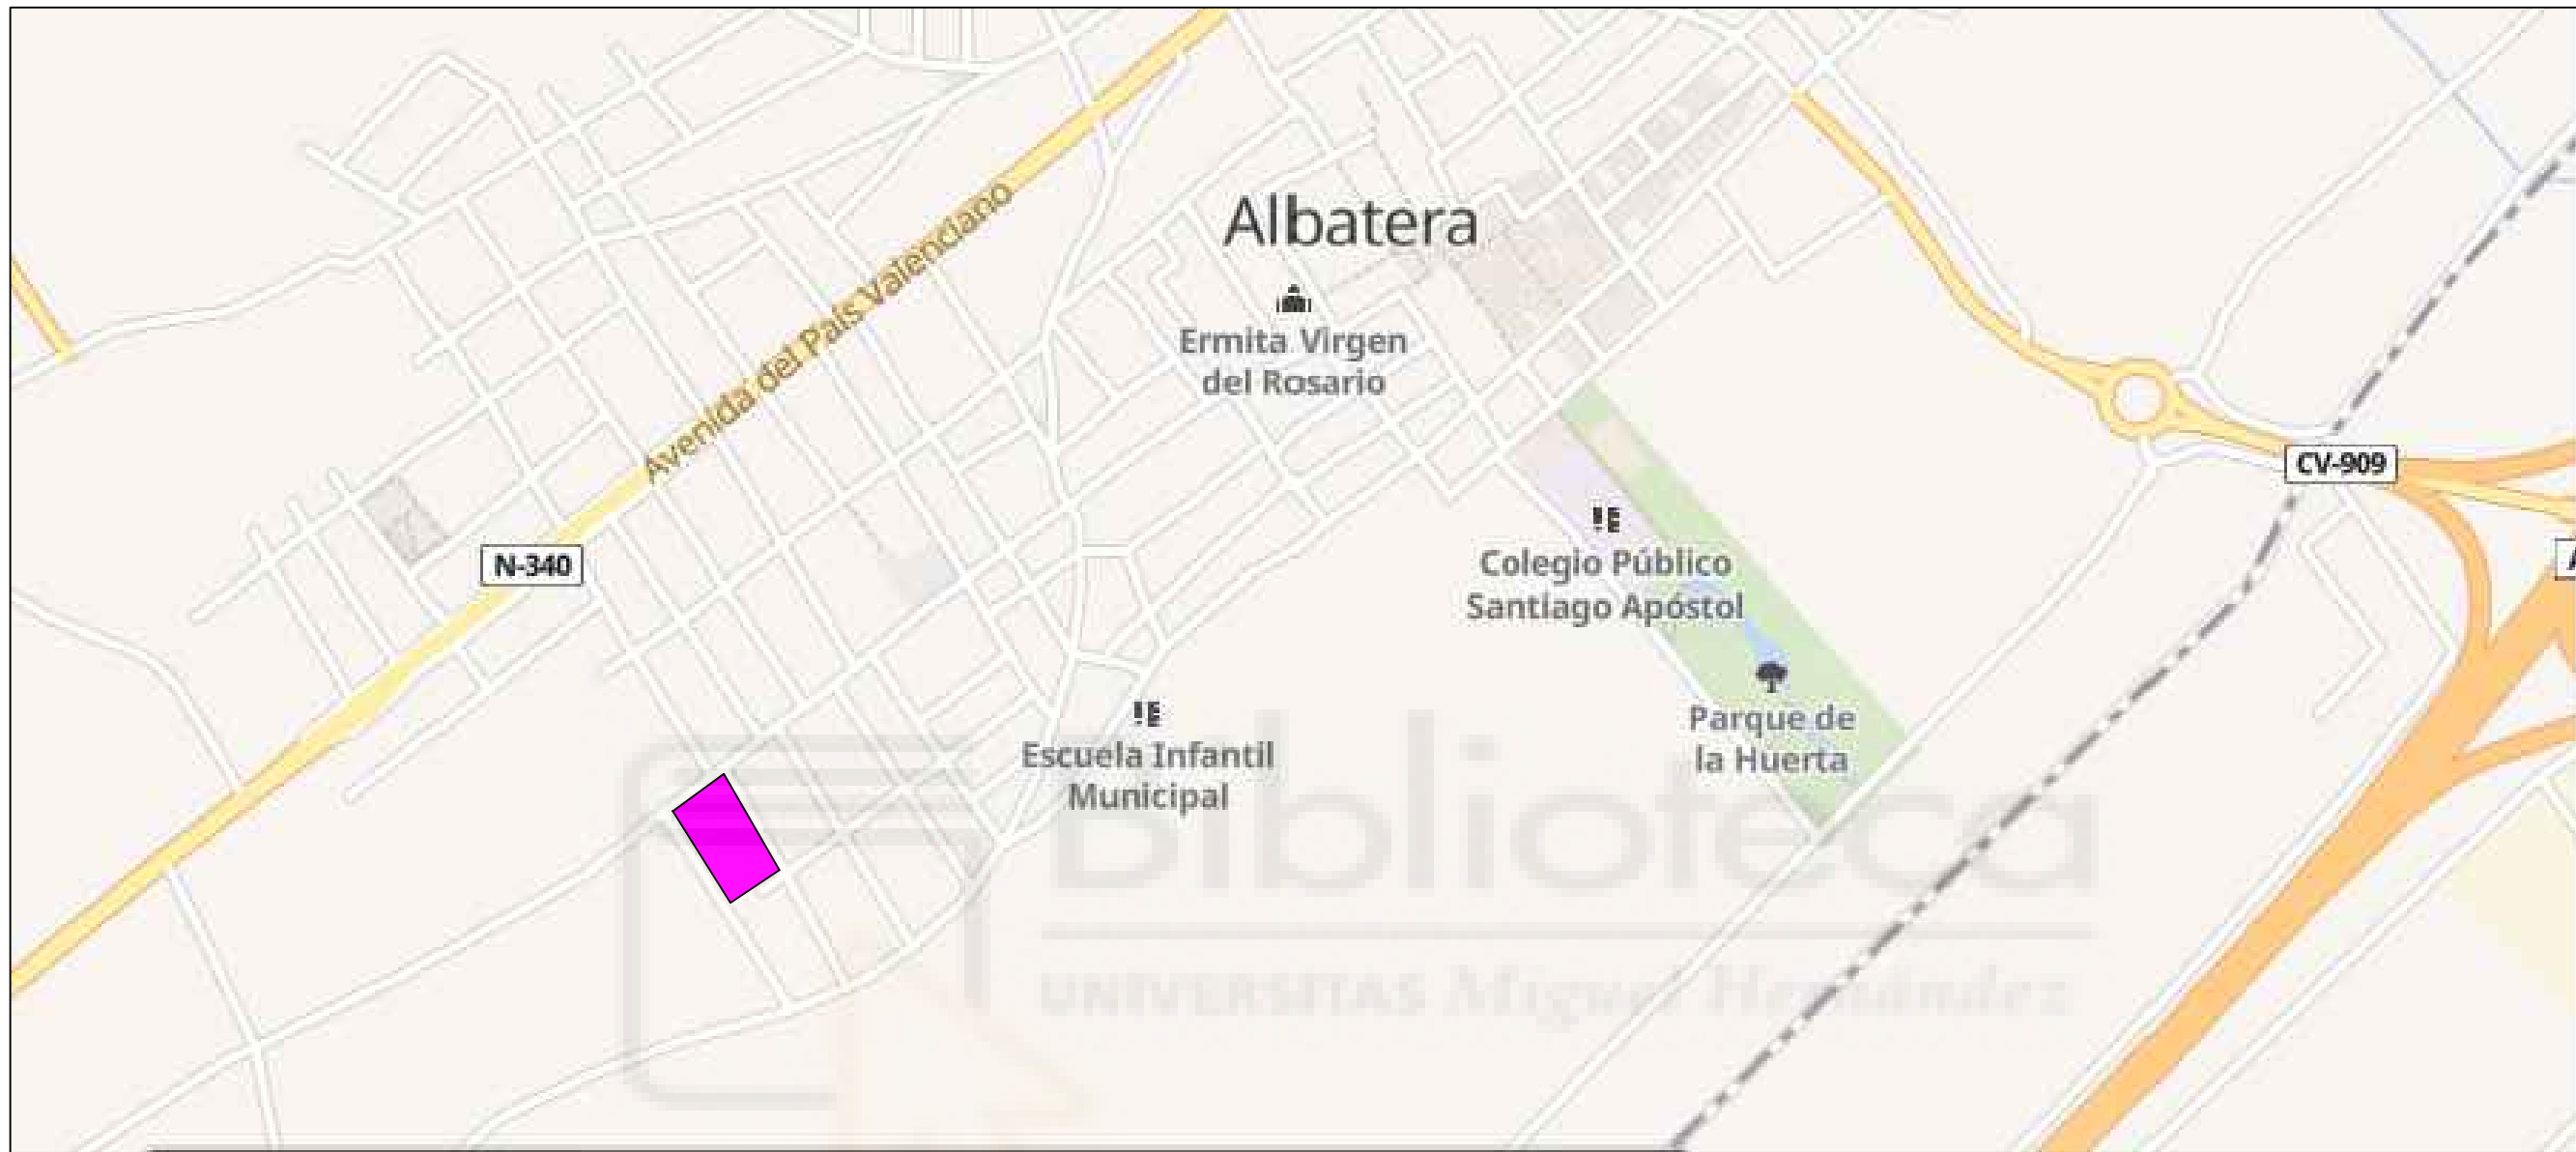 Avenida del País Valenciano
Albatera
Ermita Virgen
del Rosario
CV-909
N-340
Colegio Público
Santiago Apóstol
Parque de
la Huerta
Escuela Infantil
Municipal
Biblioteca
UNIVERSITAS Miguel Hernández